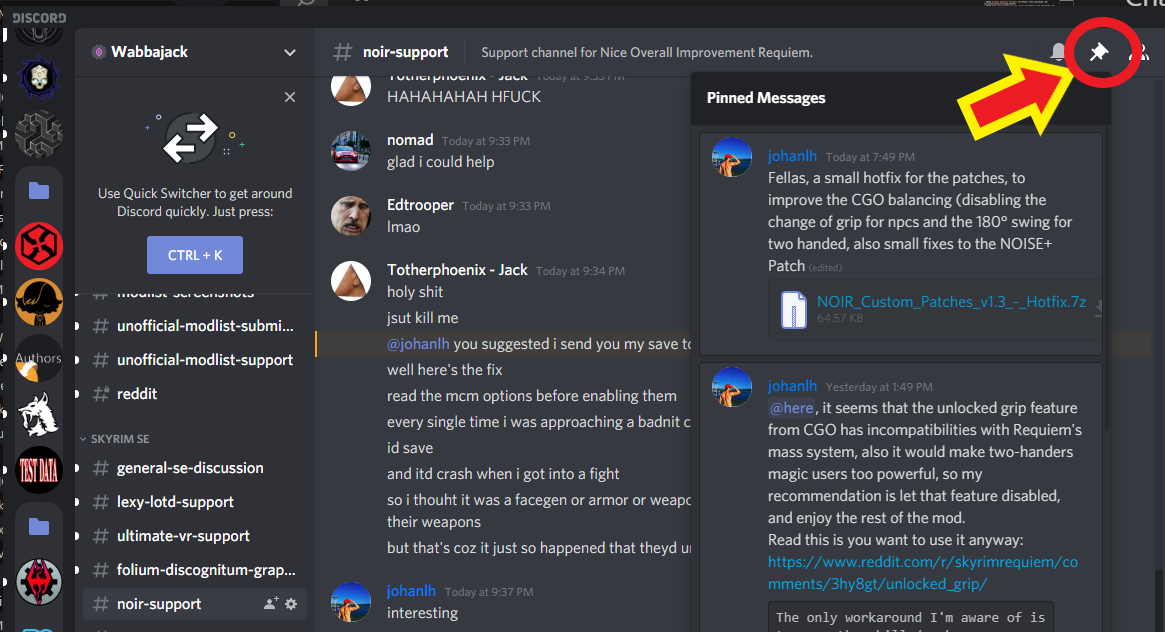 DISCORD
Wabbajack
Use Quick Switcher to get around
Discord quickly. Just press:
CTRL + K
modlist-screenshots
# unofficial-modlist-submi...
# unofficial-modlist-support
# reddit
SKYRIM SE
# general-se-discussion
# lexy-lotd-support
# ultimate-vr-support
# folium-discognitum-grap...
# noir-support
Authors
TEST DATA
# noir-support
Support channel for Nice Overall Improvement Requiem.
Totherphoenix - Jack Today at 9:33 PM
HAHAHAHAH HFUCK
nomad Today at 9:33 PM
glad i could help
Edtrooper Today at 9:33 PM
lmao
Totherphoenix - Jack Today at 9:34 PM
holy shit
jsut kill me
@johanlh you suggested i send you my save to
well here's the fix
read the mcm options before enabling them
every single time i was approaching a badnit c
id save
and itd crash when i got into a fight
so i thouht it was a facegen or armor or weapo
their weapons
but that's coz it just so happened that theyd u
johanlh Today at 9:37 PM
interesting
Pinned Messages
johanlh Today at 7:49 PM
Fellas, a small hotfix for the patches, to
improve the CGO balancing (disabling the
change of grip for npcs and the 180° swing for
two handed, also small fixes to the NOISE+
Patch (edited)
NOIR_Custom_Patches_v1.3_-_Hotfix.7z
64.57 KB
johanlh Yesterday at 1:49 PM
@here, it seems that the unlocked grip feature
from CGO has incompatibilities with Requiem's
mass system, also it would make two-handers
magic users too powerful, so my
recommendation is let that feature disabled,
and enjoy the rest of the mod.
Read this is you want to use it anyway:
https://www.reddit.com/r/skyrimrequiem/co
mments/3hy8gt/unlocked_grip/
The only workaround I'm aware of is